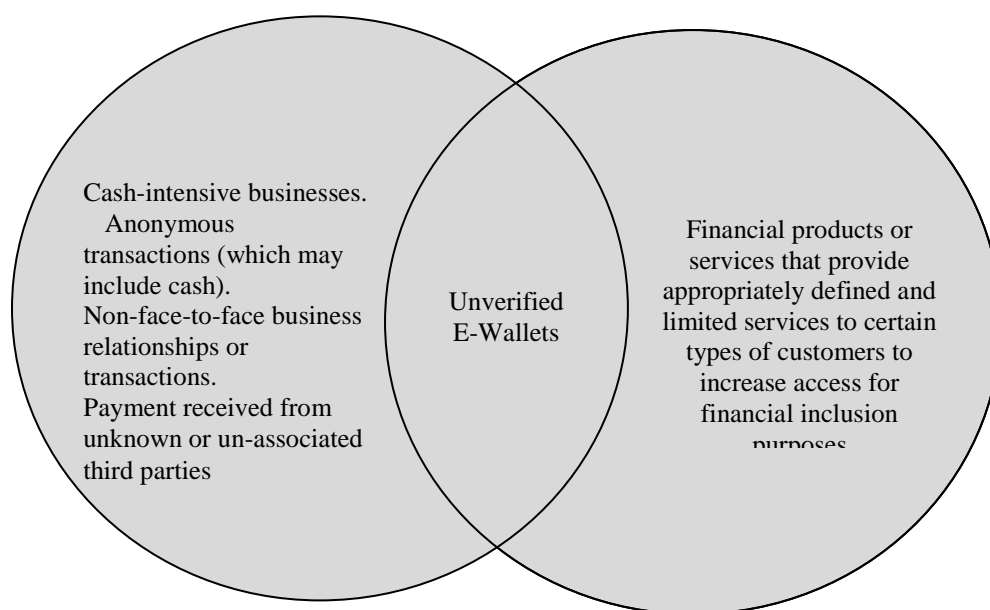 Cash-intensive businesses.
Anonymous
transactions (which may
include cash).
Non-face-to-face business
relationships or
transactions.
Payment received from
unknown or un-associated
third parties
Unverified
E-Wallets
Financial products or
services that provide
appropriately defined and
limited services to certain
types of customers to
increase access for
financial inclusion
purposes